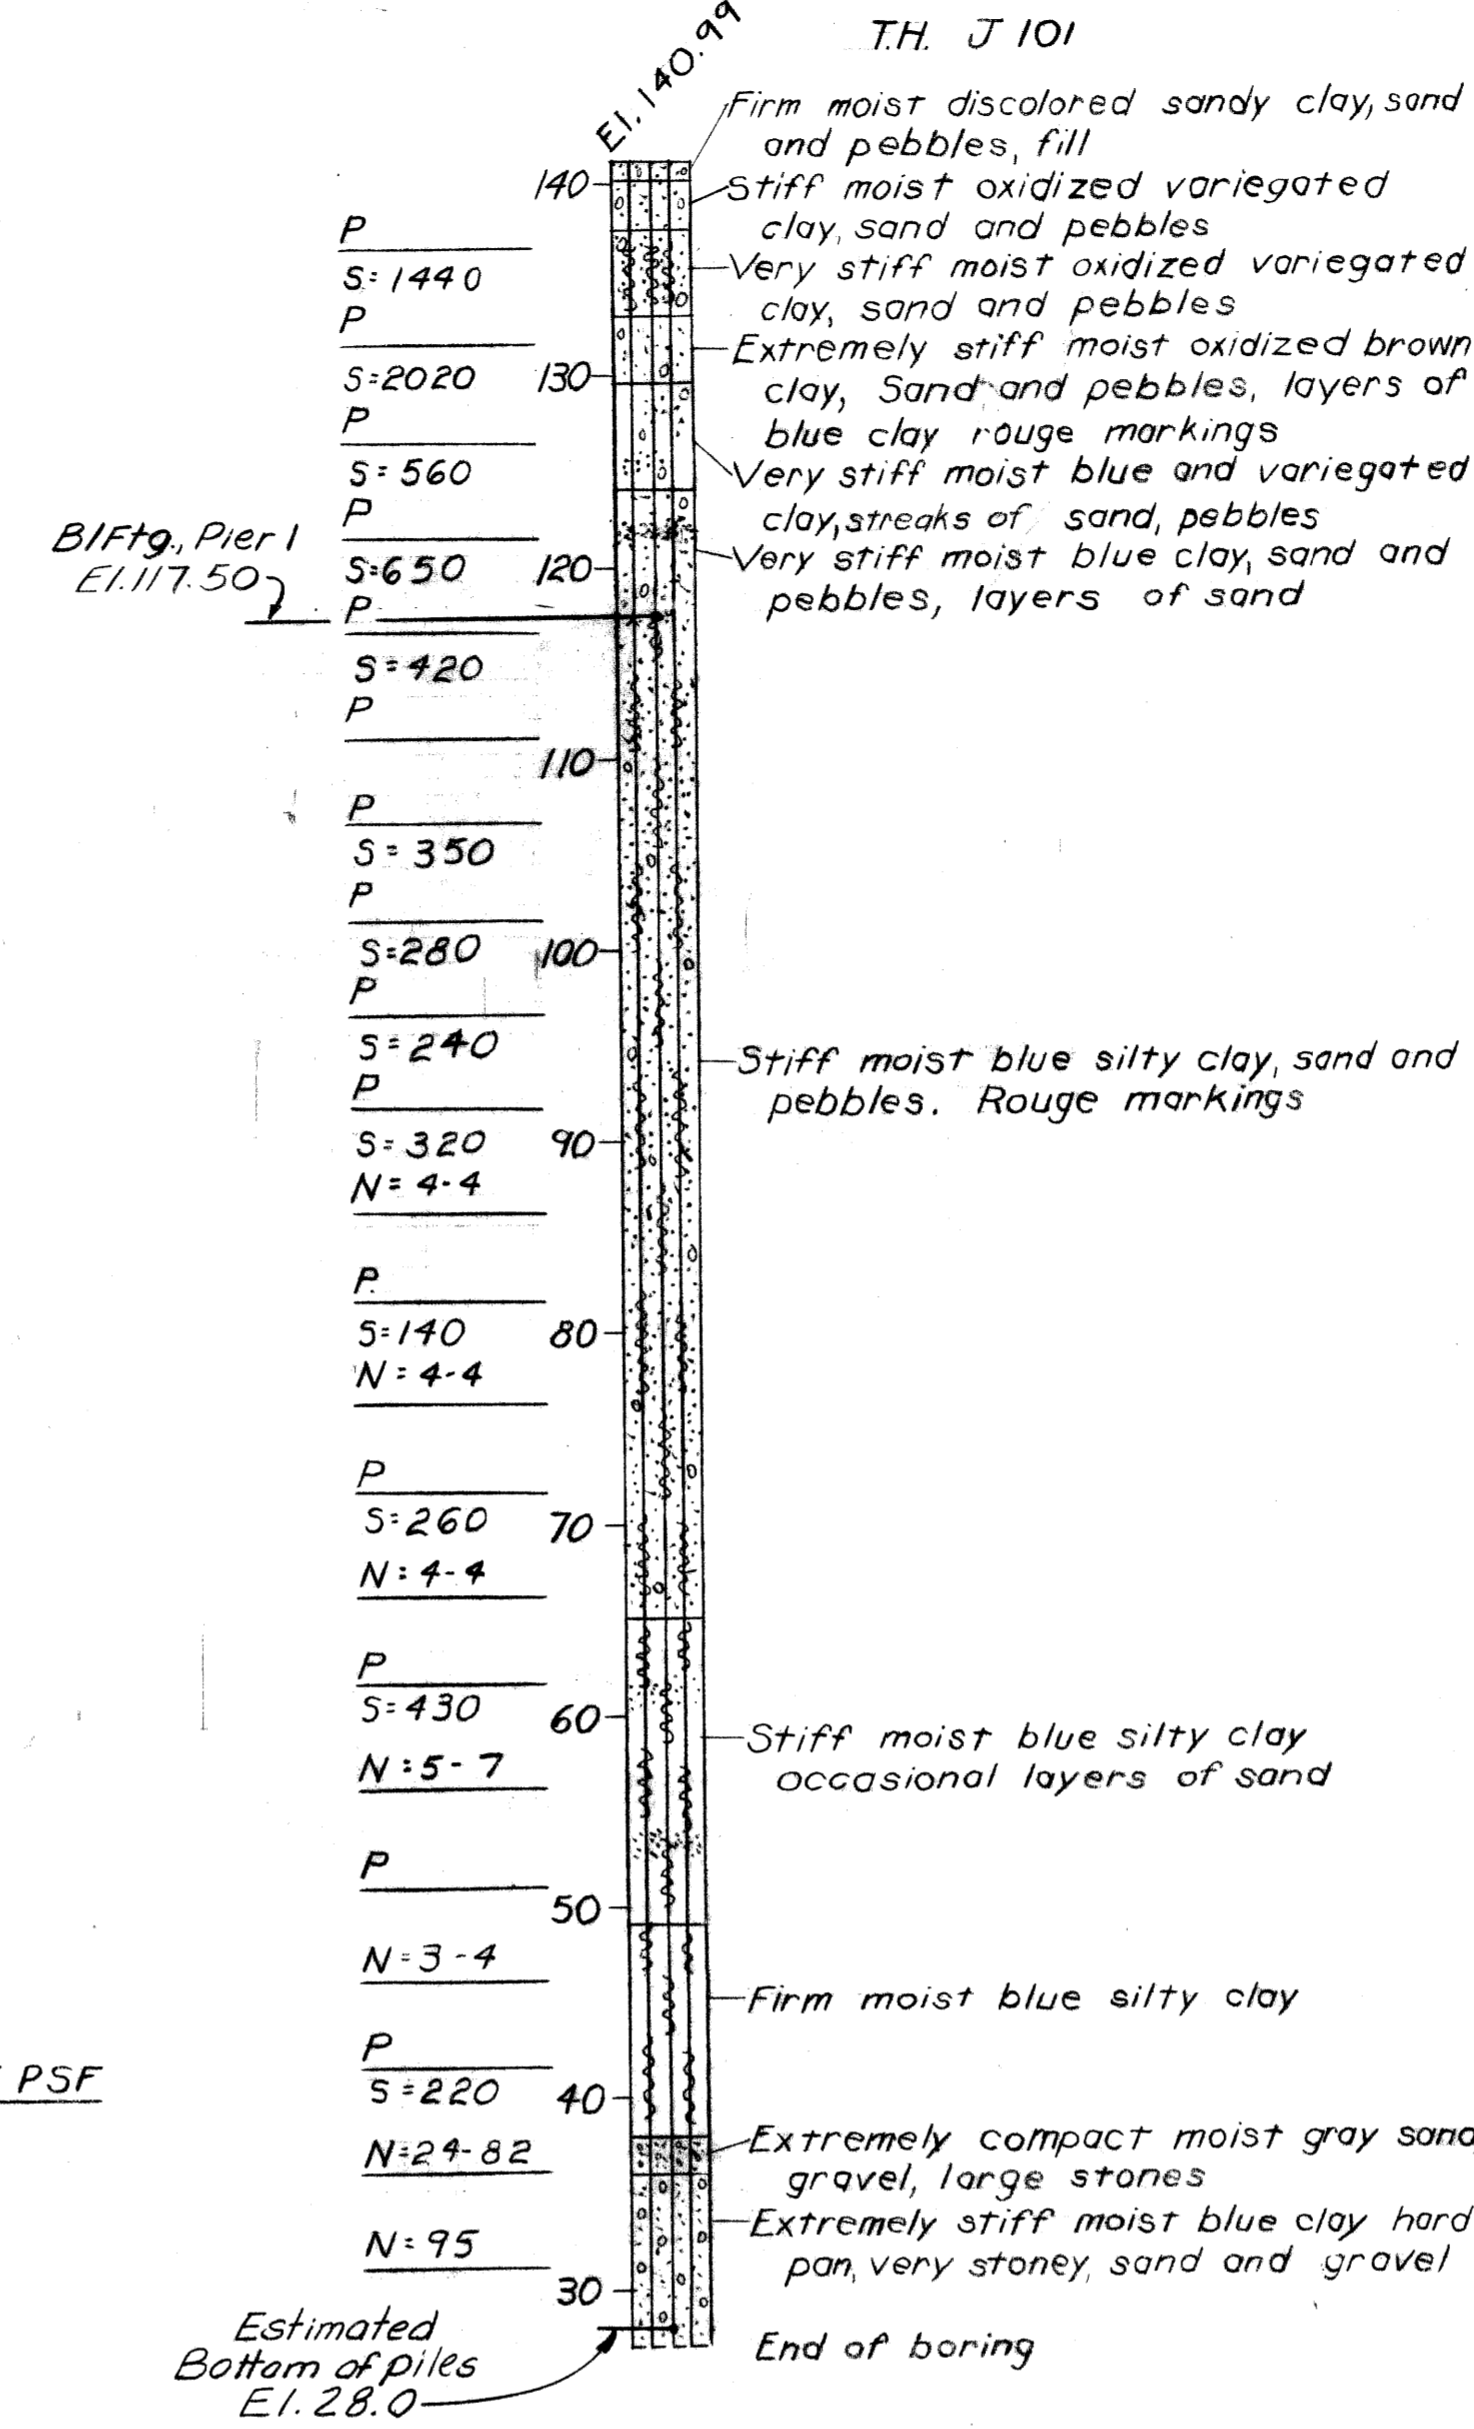 T.H. J 101
El. 140.99
Firm moist discolored sandy clay, sand
and pebbles, fill
140
Stiff moist oxidized variegated
clay, sand and pebbles
P
Very stiff moist oxidized variegated
clay, sand and pebbles
S=1440
P
Extremely stiff moist oxidized brown
clay, Sand and pebbles, layers of
blue clay rouge markings
S=2020
130
P
Very stiff moist blue and variegated
clay, streaks of sand, pebbles
S=560
P
Very stiff moist blue clay, sand and
pebbles, layers of sand
B/Ftg., Pier 1
El. 117.50
S=650
120
P
S=420
P
110
P
S=350
P
S=280
100
P
S=240
Stiff moist blue silty clay, sand and
pebbles. Rouge markings
P
S=320
90
N=4-4
P
S=140
80
N=4-4
P
S=260
70
N=4-4
P
S=430
60
Stiff moist blue silty clay
occasional layers of sand
N=5-7
P
50
N=3-4
Firm moist blue silty clay
P
PSF
S=220
40
Extremely compact moist gray sand
gravel, large stones
N=24-82
Extremely stiff moist blue clay hard
pan, very stoney, sand and gravel
N=95
30
Estimated
Bottom of piles
El. 28.0
End of boring